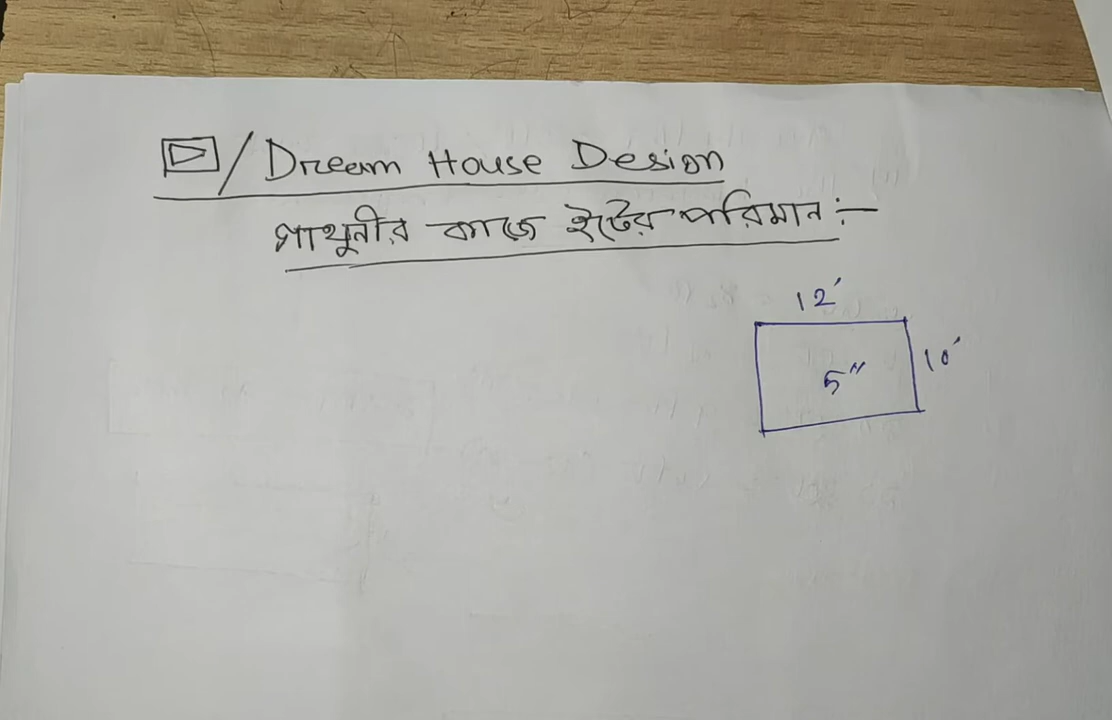 / Dream House Design
গাথুনীর কাজে ইটের পরিমান :-
12'
10'
5"